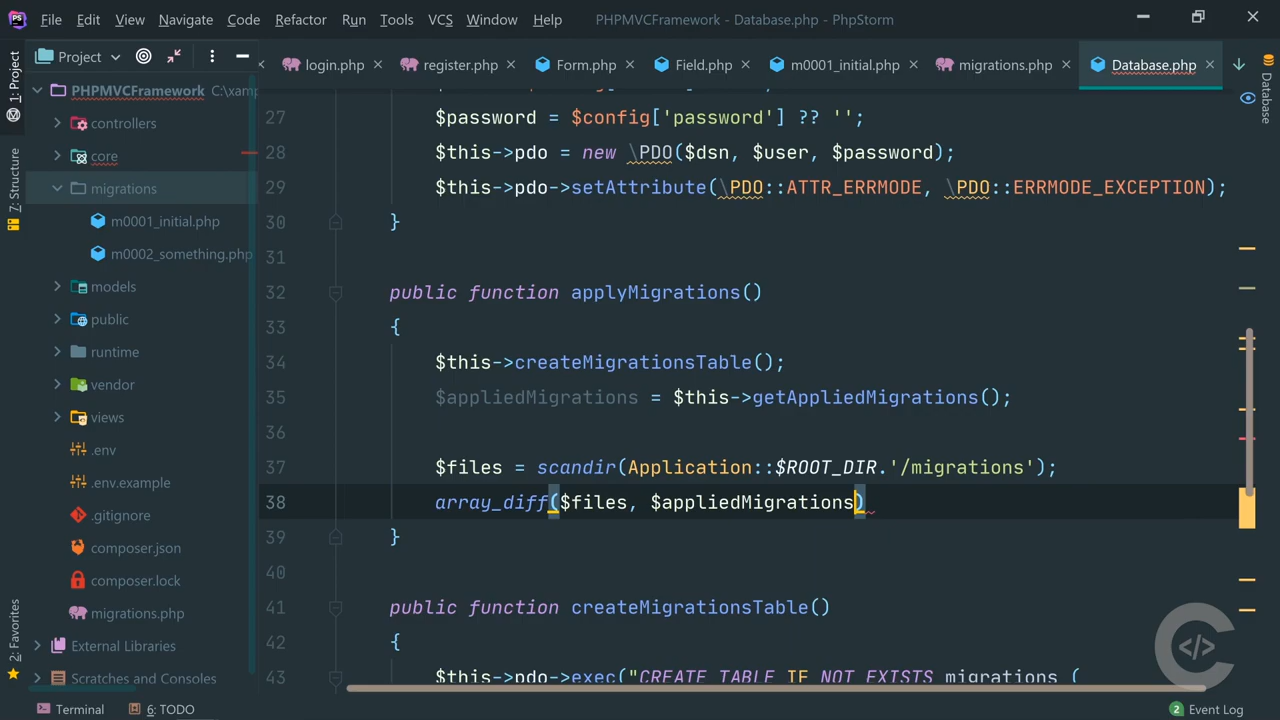 PS File Edit View Navigate Code Refactor Run Tools VCS Window Help PHPMVCFramework - Database.php - PhpStorm
Project login.php register.php Form.php Field.php m0001_initial.php migrations.php Database.php
1: Project
7: Structure
2: Favorites
Database
PHPMVCFramework C:\xamp
controllers
core
migrations
m0001_initial.php
m0002_something.php
models
public
runtime
vendor
views
.env
.env.example
.gitignore
composer.json
composer.lock
migrations.php
External Libraries
Scratches and Consoles
27 $password = $config['password'] ?? '';
28 $this->pdo = new \PDO($dsn, $user, $password);
29 $this->pdo->setAttribute(\PDO::ATTR_ERRMODE, \PDO::ERRMODE_EXCEPTION);
30 }
31
32 public function applyMigrations()
33 {
34 $this->createMigrationsTable();
35 $appliedMigrations = $this->getAppliedMigrations();
36
37 $files = scandir(Application::$ROOT_DIR.'/migrations');
38 array_diff($files, $appliedMigrations)
39 }
40
41 public function createMigrationsTable()
42 {
43 $this->pdo->exec("CREATE TABLE IF NOT EXISTS migrations (
Terminal 6: TODO 2 Event Log